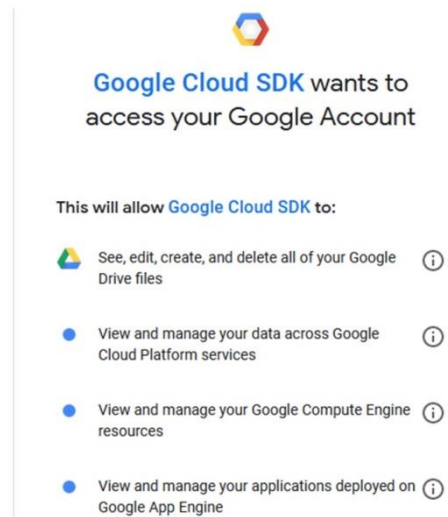 Google Cloud SDK wants to
access your Google Account
This will allow Google Cloud SDK to:
See, edit, create, and delete all of your Google
Drive files
View and manage your data across Google
Cloud Platform services
View and manage your Google Compute Engine
resources
View and manage your applications deployed on
Google App Engine